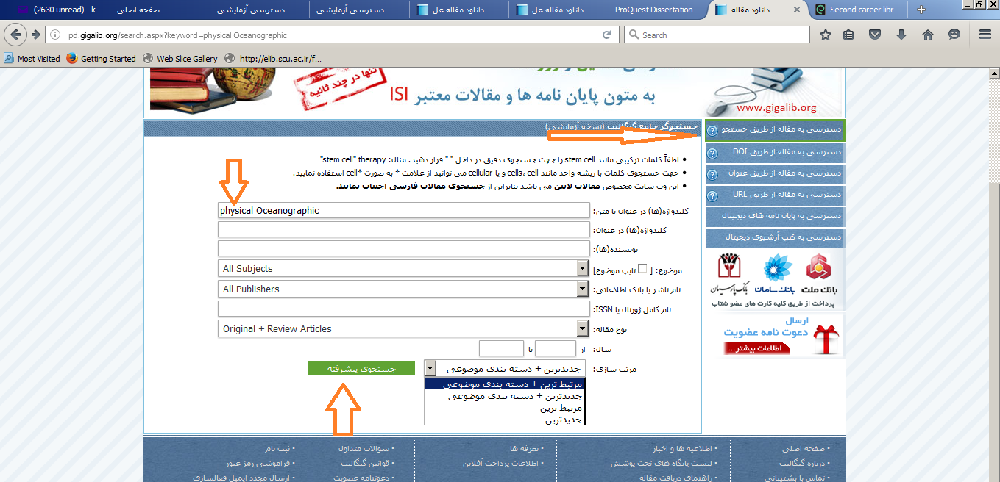 (2630 unread) - k...
صفحه اصلی
دسترسی آزمایشی...
دسترسی آزمایشی...
دانلود مقاله عل...
دانلود مقاله عل...
ProQuest Dissertation ...
دانلود مقاله...
Second career libr...
pd.gigalib.org/search.aspx?keyword=physical Oceanographic
Search
Most Visited
Getting Started
Web Slice Gallery
http://elib.scu.ac.ir/f...
تنها در چند ثانیه
به متون پایان نامه ها و مقالات معتبر ISI
www.gigalib.org
جستجوگر جامع گیگالیب (نسخه آزمایشی)
لطفاً کلمات ترکیبی مانند stem cell را جهت جستجوی دقیق در داخل " " قرار دهید. مثال: "stem cell" therapy
جهت جستجوی کلمات با ریشه واحد مانند cells، cell و یا cellular می توانید از علامت * به صورت cell* استفاده نمایید.
این وب سایت مخصوص مقالات لاتین می باشد بنابراین از جستجوی مقالات فارسی اجتناب نمایید.
کلیدواژه(ها) در عنوان یا متن:
physical Oceanographic
کلیدواژه(ها) در عنوان:
نویسنده(ها):
موضوع: [ تایپ موضوع]
All Subjects
نام ناشر یا بانک اطلاعاتی:
All Publishers
نام کامل ژورنال یا ISSN:
نوع مقاله:
Original + Review Articles
سال: از تا
مرتب سازی:
جدیدترین + دسته بندی موضوعی
مرتبط ترین + دسته بندی موضوعی
جدیدترین + دسته بندی موضوعی
مرتبط ترین
جدیدترین
جستجوی پیشرفته
دسترسی به مقاله از طریق جستجو
دسترسی به مقاله از طریق DOI
دسترسی به مقاله از طریق عنوان
دسترسی به مقاله از طریق URL
دسترسی به پایان نامه های دیجیتال
دسترسی به کتب آرشیوی دیجیتال
بانک ملت
بانک سامان
بانک پارسیان
پرداخت از طریق کلیه کارت های عضو شتاب
ارسال
دعوت نامه عضویت
اطلاعات بیشتر...
صفحه اصلی
درباره گیگالیب
تماس با پشتیبانی
اطلاعیه ها و اخبار
لیست پایگاه های تحت پوشش
راهنمای دریافت مقاله
تعرفه ها
اطلاعات پرداخت آفلاین
سوالات متداول
قوانین گیگالیب
دعوتنامه عضویت
ثبت نام
فراموشی رمز عبور
ارسال مجدد ایمیل فعالسازی